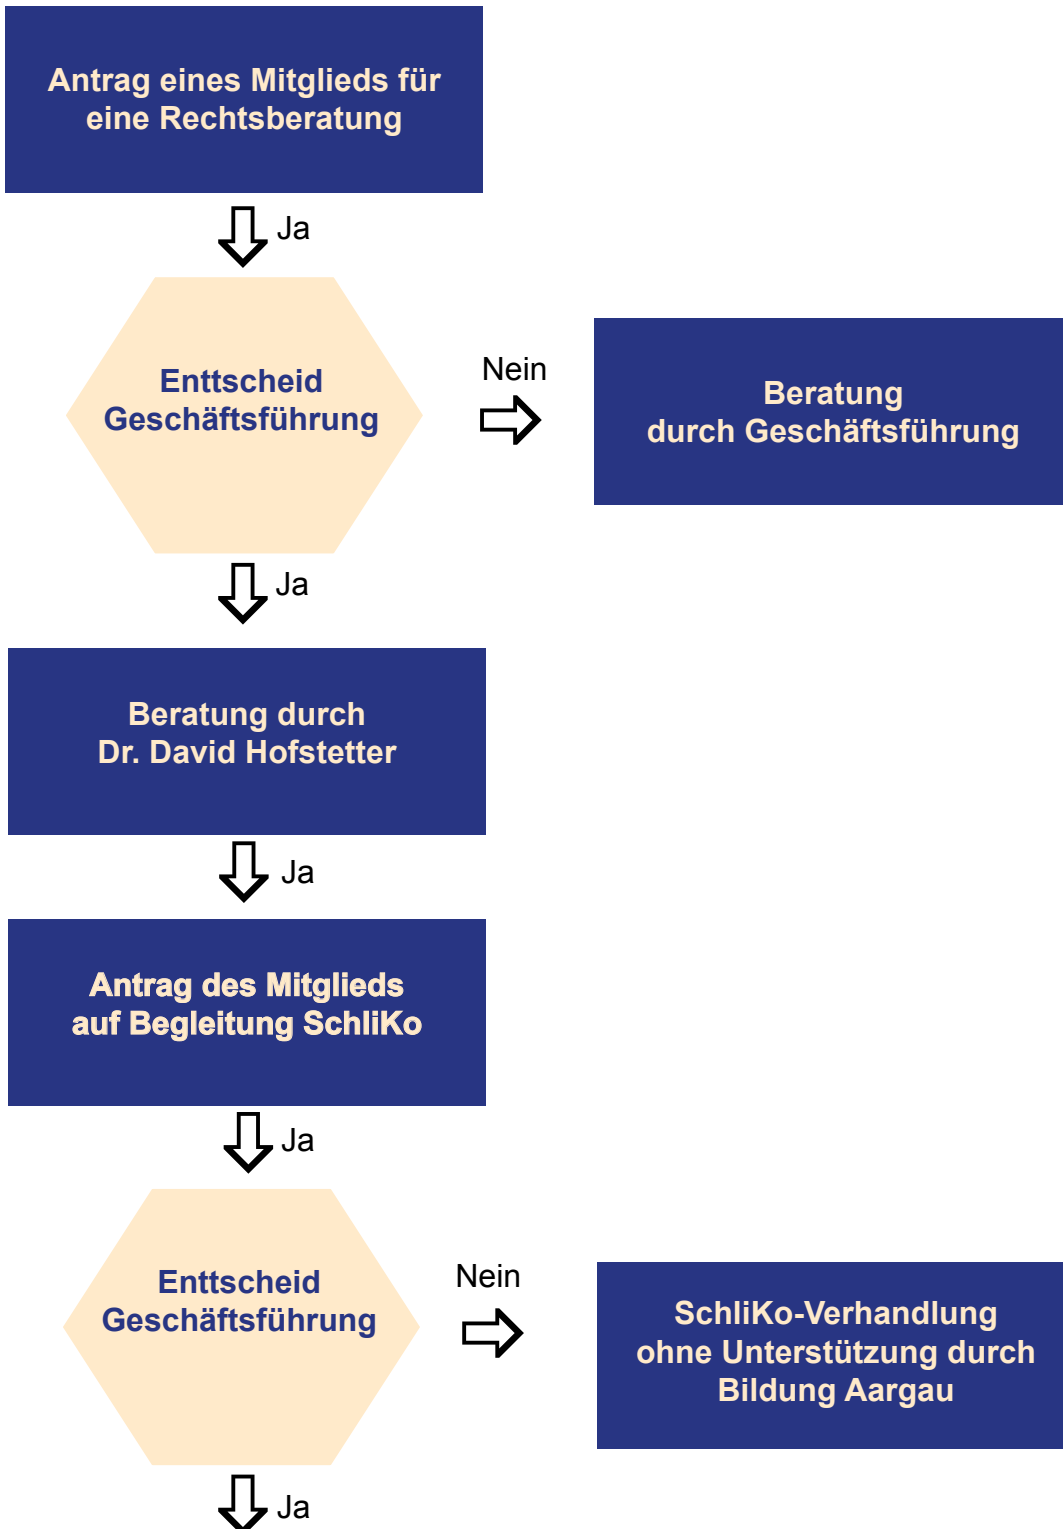 Antrag eines Mitglieds für
eine Rechtsberatung
Ja
Enttscheid
Geschäftsführung
Nein
Beratung
durch Geschäftsführung
Ja
Beratung durch
Dr. David Hofstetter
Ja
Antrag des Mitglieds
auf Begleitung SchliKo
Ja
Enttscheid
Geschäftsführung
Nein
SchliKo-Verhandlung
ohne Unterstützung durch
Bildung Aargau
Ja